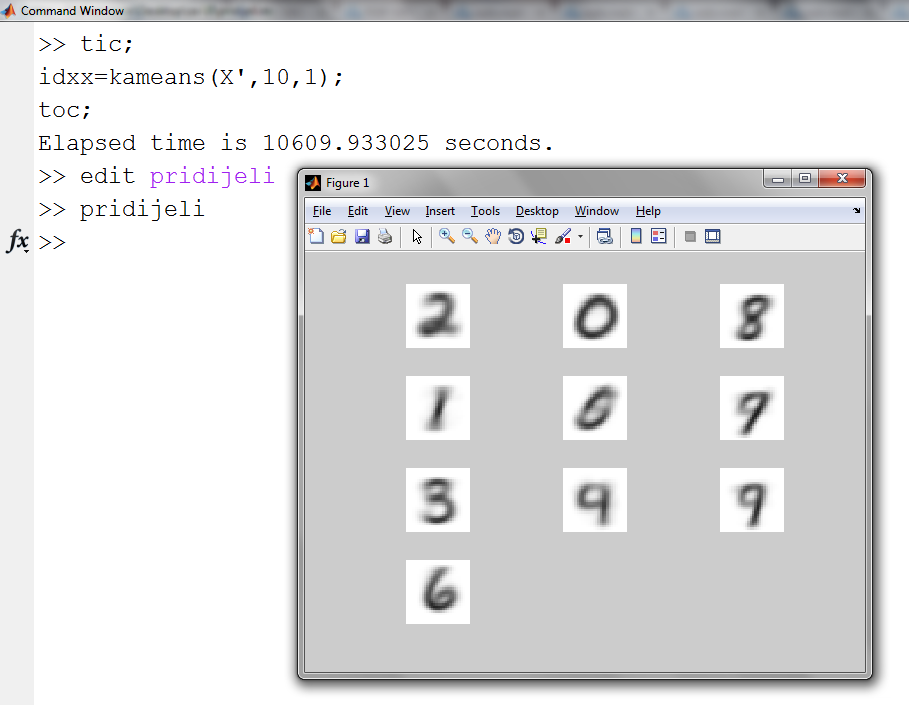 Command Window
>> tic;
idxx=kameans(X',10,1);
toc;
Elapsed time is 10609.933025 seconds.
>> edit pridijeli
>> pridijeli
fx >>
Figure 1
File Edit View Insert Tools Desktop Window Help
2 0 8
1 6 7
3 9 9
6